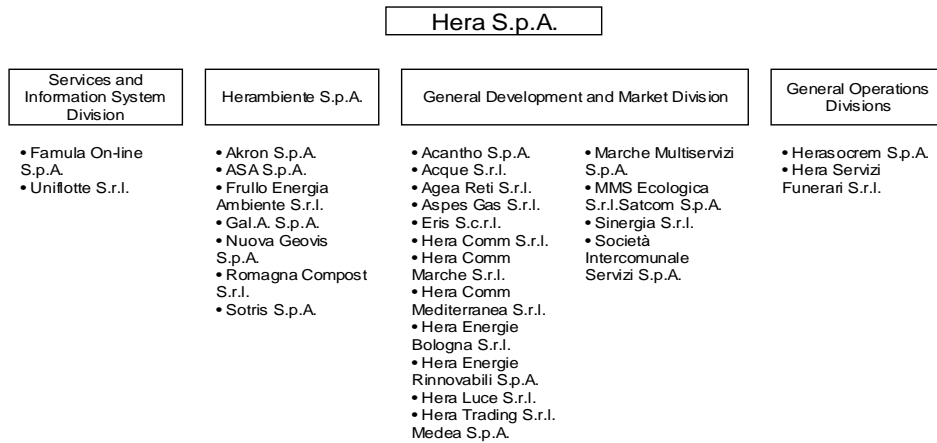 Hera S.p.A.
Services and
Information System
Division
Herambiente S.p.A.
General Development and Market Division
General Operations
Divisions
• Famula On-line
S.p.A.
• Uniflotte S.r.l.
• Akron S.p.A.
• ASA S.p.A.
• Frullo Energia
Ambiente S.r.l.
• Gal.A. S.p.A.
• Nuova Geovis
S.p.A.
• Romagna Compost
S.r.l.
• Sotris S.p.A.
• Acantho S.p.A.
• Acque S.r.l.
• Agea Reti S.r.l.
• Aspes Gas S.r.l.
• Eris S.c.r.l.
• Hera Comm S.r.l.
• Hera Comm
Marche S.r.l.
• Hera Comm
Mediterranea S.r.l.
• Hera Energie
Bologna S.r.l.
• Hera Energie
Rinnovabili S.p.A.
• Hera Luce S.r.l.
• Hera Trading S.r.l.
Medea S.p.A.
• Marche Multiservizi
S.p.A.
• MMS Ecologica
S.r.l.Satcom S.p.A.
• Sinergia S.r.l.
• Società
Intercomunale
Servizi S.p.A.
• Herasocrem S.p.A.
• Hera Servizi
Funerari S.r.l.